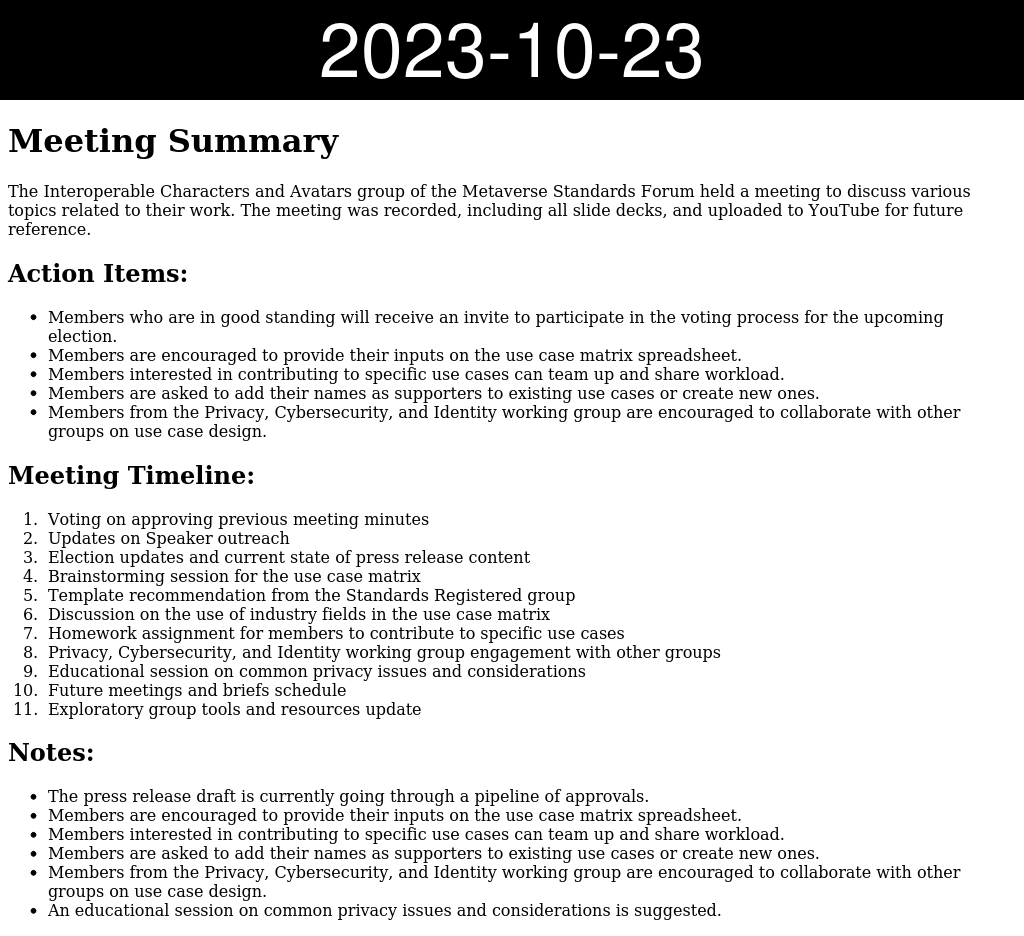 2023-10-23
Meeting Summary
The Interoperable Characters and Avatars group of the Metaverse Standards Forum held a meeting to discuss various
topics related to their work. The meeting was recorded, including all slide decks, and uploaded to YouTube for future
reference.
Action Items:
• Members who are in good standing will receive an invite to participate in the voting process for the upcoming
election.
• Members are encouraged to provide their inputs on the use case matrix spreadsheet.
• Members interested in contributing to specific use cases can team up and share workload.
• Members are asked to add their names as supporters to existing use cases or create new ones.
• Members from the Privacy, Cybersecurity, and Identity working group are encouraged to collaborate with other
groups on use case design.
Meeting Timeline:
1. Voting on approving previous meeting minutes
2. Updates on Speaker outreach
3. Election updates and current state of press release content
4. Brainstorming session for the use case matrix
5. Template recommendation from the Standards Registered group
6. Discussion on the use of industry fields in the use case matrix
7. Homework assignment for members to contribute to specific use cases
8. Privacy, Cybersecurity, and Identity working group engagement with other groups
9. Educational session on common privacy issues and considerations
10. Future meetings and briefs schedule
11. Exploratory group tools and resources update
Notes:
• The press release draft is currently going through a pipeline of approvals.
• Members are encouraged to provide their inputs on the use case matrix spreadsheet.
• Members interested in contributing to specific use cases can team up and share workload.
• Members are asked to add their names as supporters to existing use cases or create new ones.
• Members from the Privacy, Cybersecurity, and Identity working group are encouraged to collaborate with other
groups on use case design.
• An educational session on common privacy issues and considerations is suggested.